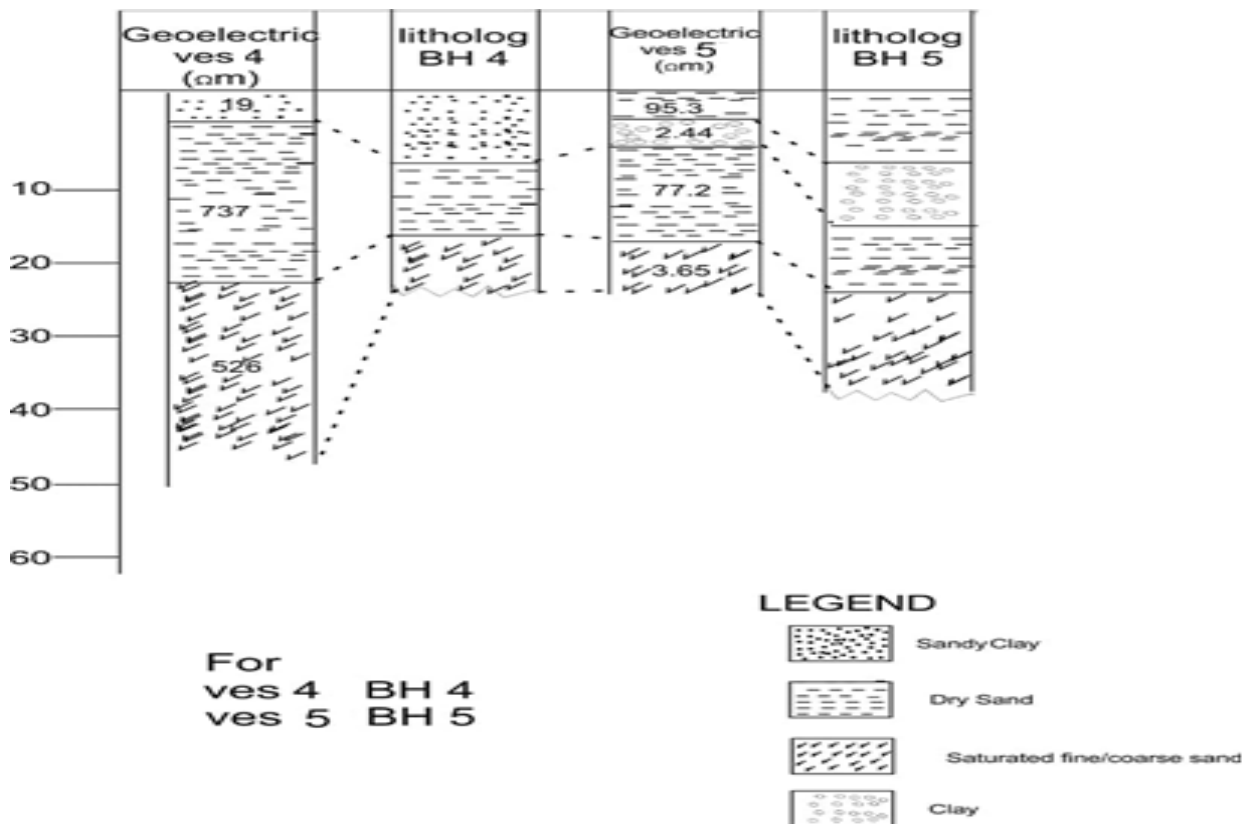 Geoelectric
ves 4
(Ωm)
litholog
BH 4
Geoelectric
ves 5
(Ωm)
litholog
BH 5
19
95.3
2.44
10
737
77.2
20
3.65
30
526
40
50
60
LEGEND
Sandy Clay
For
ves 4 BH 4
ves 5 BH 5
Dry Sand
Saturated fine/coarse sand
Clay